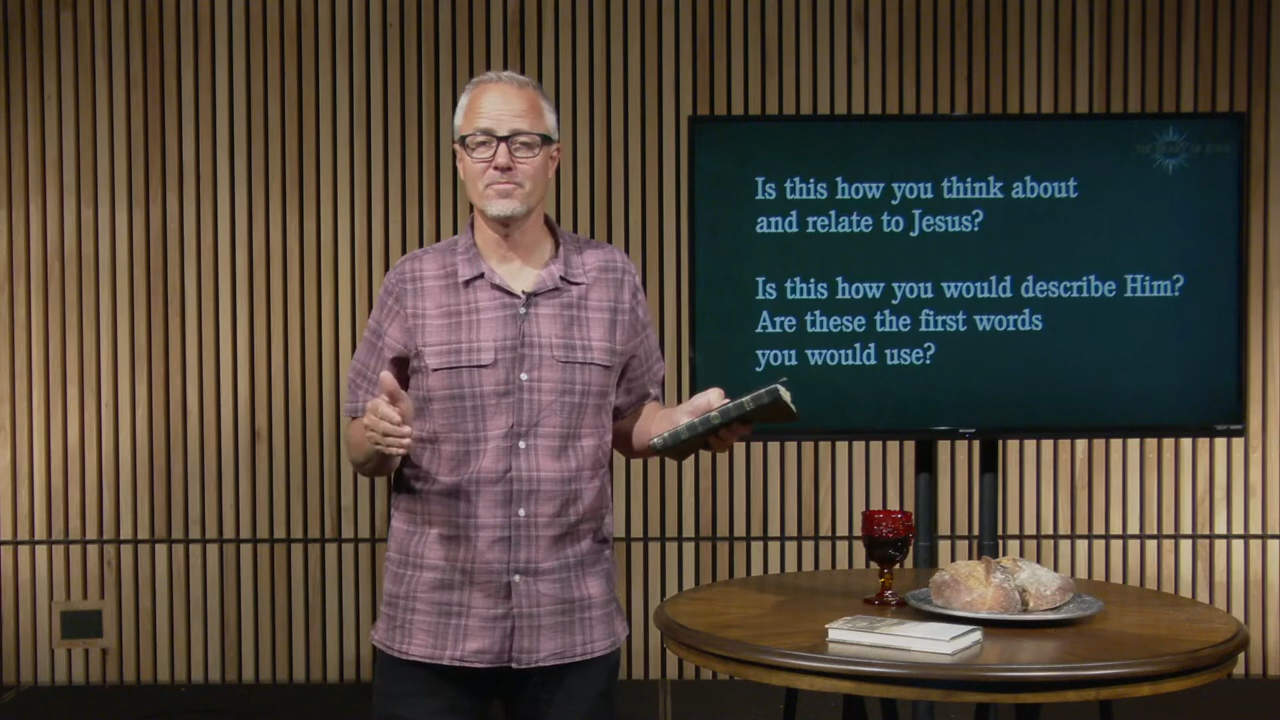 Is this how you think about
and relate to Jesus?
Is this how you would describe Him?
Are these the first words
you would use?